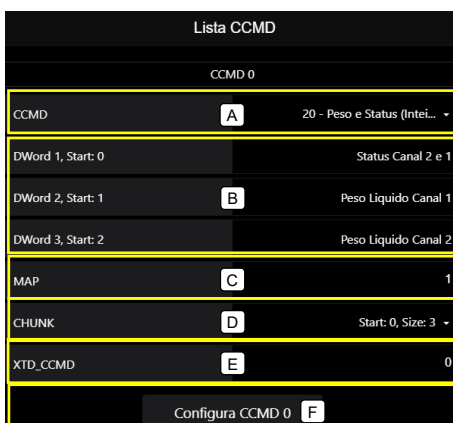 Lista CCMD
CCMD 0
CCMD A 20 - Peso e Status (Intei...
DWord 1, Start: 0 Status Canal 2 e 1
DWord 2, Start: 1 B Peso Liquido Canal 1
DWord 3, Start: 2 Peso Liquido Canal 2
MAP C 1
CHUNK D Start: 0, Size: 3
XTD_CCMD E 0
Configura CCMD 0 F